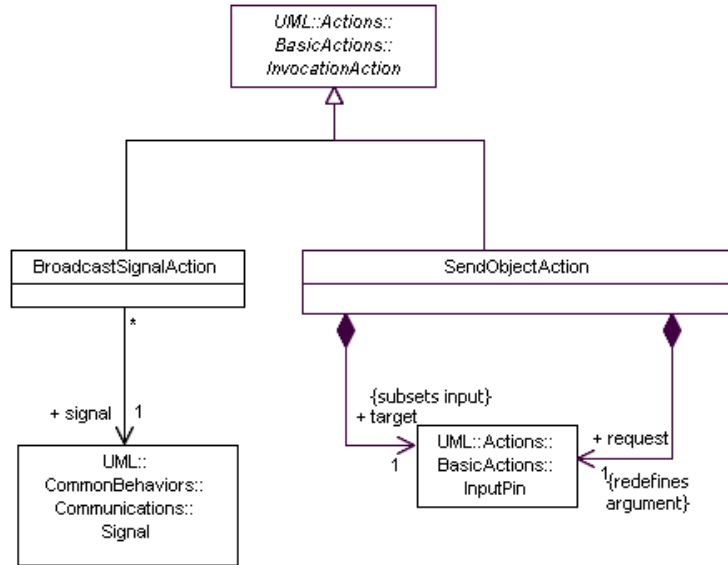 UML::Actions::
BasicActions::
InvocationAction
BroadcastSignalAction
SendObjectAction
*
+ signal
1
UML::
CommonBehaviors::
Communications::
Signal
{subsets input}
+ target
1
UML::Actions::
BasicActions::
InputPin
+ request
1
{redefines
argument}